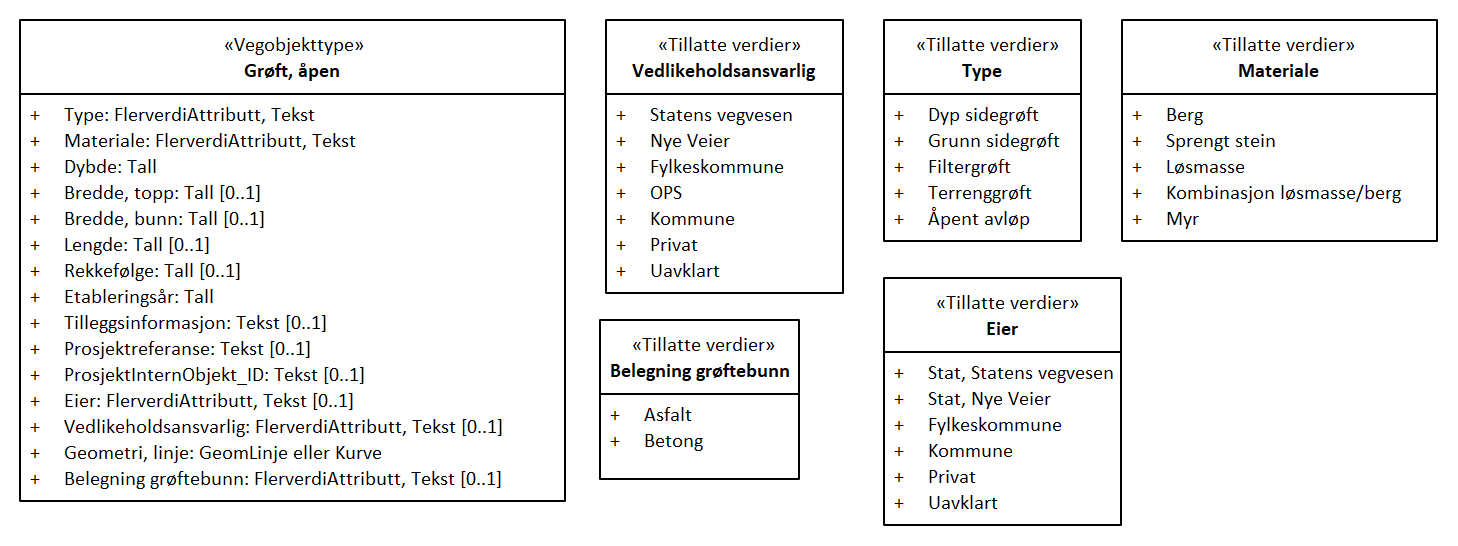 «Vegobjekttype»
Grøft, åpen
+ Type: FlerverdiAttributt, Tekst
+ Materiale: FlerverdiAttributt, Tekst
+ Dybde: Tall
+ Bredde, topp: Tall [0..1]
+ Bredde, bunn: Tall [0..1]
+ Lengde: Tall [0..1]
+ Rekkefølge: Tall [0..1]
+ Etableringsår: Tall
+ Tilleggsinformasjon: Tekst [0..1]
+ Prosjektreferanse: Tekst [0..1]
+ ProsjektInternObjekt_ID: Tekst [0..1]
+ Eier: FlerverdiAttributt, Tekst [0..1]
+ Vedlikeholdsansvarlig: FlerverdiAttributt, Tekst [0..1]
+ Geometri, linje: GeomLinje eller Kurve
+ Belegning grøftebunn: FlerverdiAttributt, Tekst [0..1]
«Tillatte verdier»
Vedlikeholdsansvarlig
+ Statens vegvesen
+ Nye Veier
+ Fylkeskommune
+ OPS
+ Kommune
+ Privat
+ Uavklart
«Tillatte verdier»
Belegning grøftebunn
+ Asfalt
+ Betong
«Tillatte verdier»
Type
+ Dyp sidegrøft
+ Grunn sidegrøft
+ Filtergrøft
+ Terrenggrøft
+ Åpent avløp
«Tillatte verdier»
Eier
+ Stat, Statens vegvesen
+ Stat, Nye Veier
+ Fylkeskommune
+ Kommune
+ Privat
+ Uavklart
«Tillatte verdier»
Materiale
+ Berg
+ Sprengt stein
+ Løsmasse
+ Kombinasjon løsmasse/berg
+ Myr